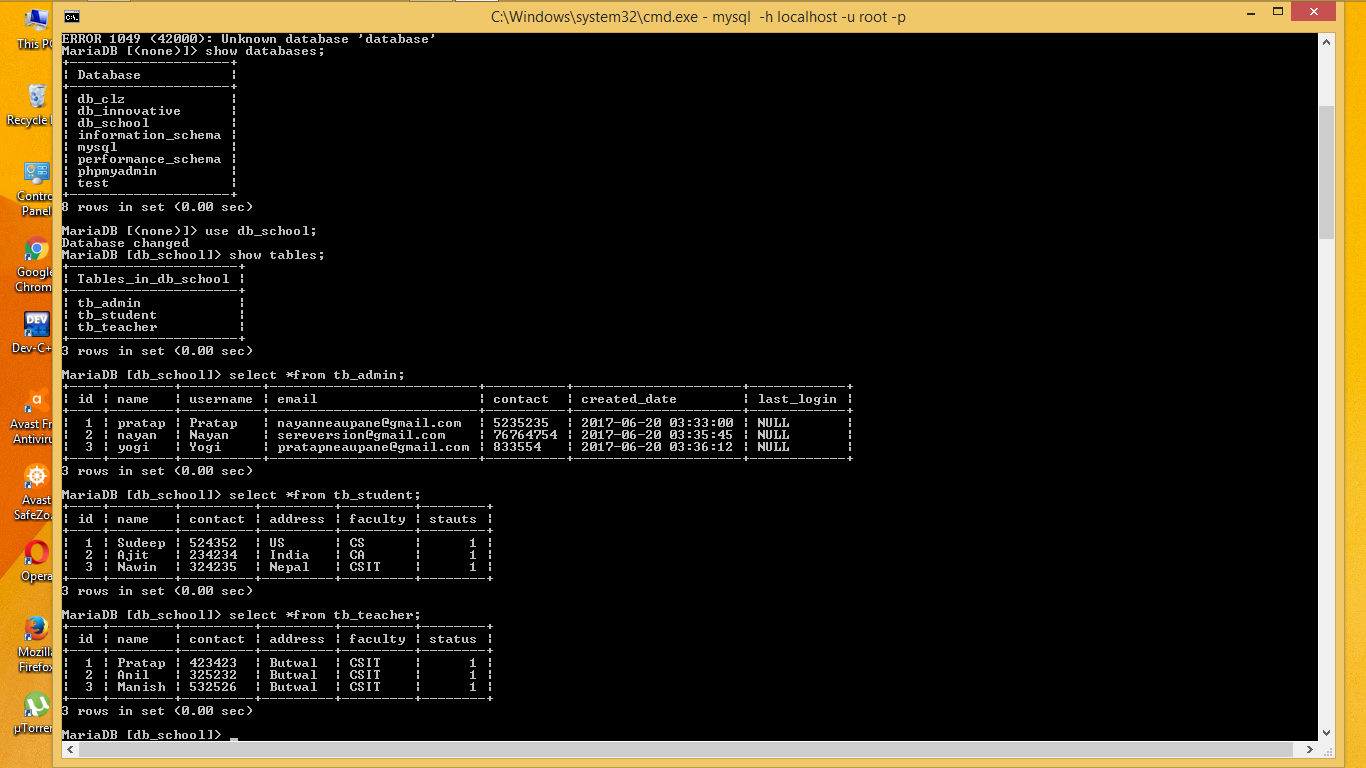 C:\Windows\system32\cmd.exe - mysql -h localhost -u root -p
This PC
Recycle
Contro
Panel
Google
Chrom
DEV
Dev-C+
Avast Fr
Antiviru
Avast
SafeZo...
Opera
Mozill
Firefox
µTorren
ERROR 1049 (42000): Unknown database 'database'
MariaDB [(none)]> show databases;
+--------------------+
| Database           |
+--------------------+
| db_clz             |
| db_innovative      |
| db_school          |
| information_schema |
| mysql              |
| performance_schema |
| phpmyadmin         |
| test               |
+--------------------+
8 rows in set (0.00 sec)
MariaDB [(none)]> use db_school;
Database changed
MariaDB [db_school]> show tables;
+---------------------+
| Tables_in_db_school |
+---------------------+
| tb_admin            |
| tb_student          |
| tb_teacher          |
+---------------------+
3 rows in set (0.00 sec)
MariaDB [db_school]> select *from tb_admin;
+----+---------+----------+--------------------------+----------+---------------------+------------+
| id | name   | username | email                   | contact  | created_date        | last_login |
+----+---------+----------+--------------------------+----------+---------------------+------------+
| 1 | pratap | Pratap | nayanneaupane@gmail.com | 5235235 | 2017-06-20 03:33:00 | NULL |
| 2 | nayan | Nayan | sereversion@gmail.com | 76764754 | 2017-06-20 03:35:45 | NULL |
| 3 | yogi | Yogi | pratapneaupane@gmail.com | 833554 | 2017-06-20 03:36:12 | NULL |
+----+---------+----------+--------------------------+----------+---------------------+------------+
3 rows in set (0.00 sec)
MariaDB [db_school]> select *from tb_student;
+----+--------+---------+---------+---------+--------+
| id | name | contact | address | faculty | stauts |
+----+--------+---------+---------+---------+--------+
| 1 | Sudeep | 524352 | US | CS | 1 |
| 2 | Ajit | 234234 | India | CA | 1 |
| 3 | Nawin | 324235 | Nepal | CSIT | 1 |
+----+--------+---------+---------+---------+--------+
3 rows in set (0.00 sec)
MariaDB [db_school]> select *from tb_teacher;
+----+--------+---------+---------+---------+--------+
| id | name | contact | address | faculty | status |
+----+--------+---------+---------+---------+--------+
| 1 | Pratap | 423423 | Butwal | CSIT | 1 |
| 2 | Anil | 325232 | Butwal | CSIT | 1 |
| 3 | Manish | 532526 | Butwal | CSIT | 1 |
+----+--------+---------+---------+---------+--------+
3 rows in set (0.00 sec)
MariaDB [db_school]> _